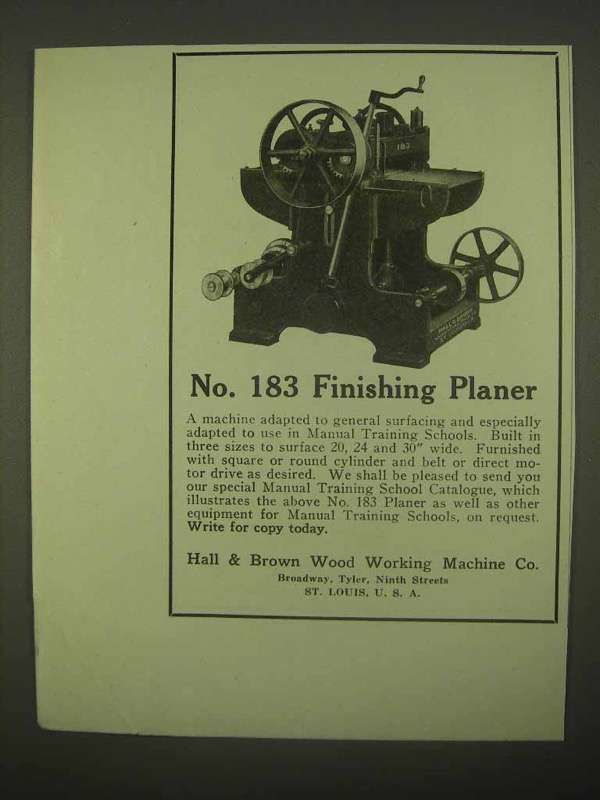 183
HALL & BROWN
No. 183 Finishing Planer
A machine adapted to general surfacing and especially
adapted to use in Manual Training Schools. Built in
three sizes to surface 20, 24 and 30" wide. Furnished
with square or round cylinder and belt or direct mo-
tor drive as desired. We shall be pleased to send you
our special Manual Training School Catalogue, which
illustrates the above No. 183 Planer as well as other
equipment for Manual Training Schools, on request.
Write for copy today.
Hall & Brown Wood Working Machine Co.
Broadway, Tyler, Ninth Streets
ST. LOUIS, U. S. A.